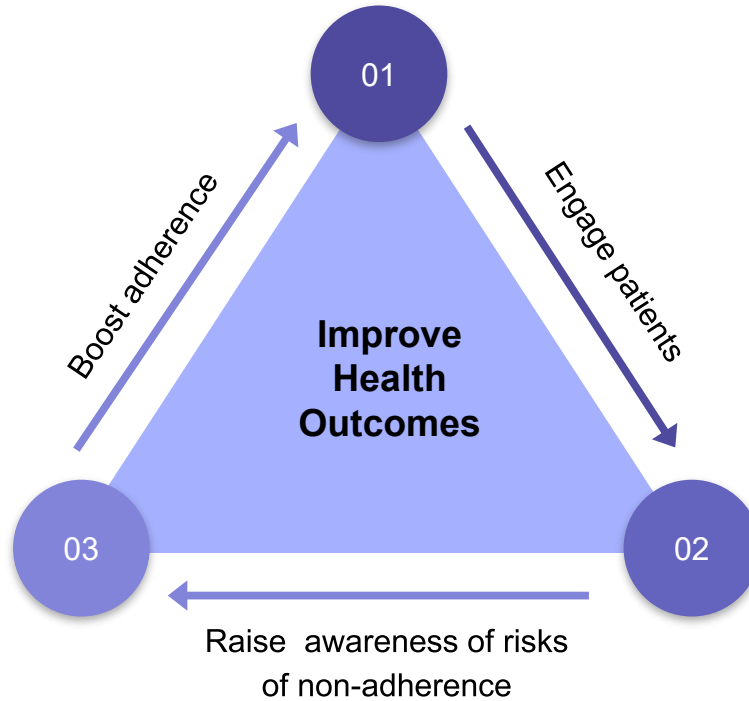 01
Engage patients
Boost adherence
Improve
Health
Outcomes
03
02
Raise  awareness of risks
of non-adherence